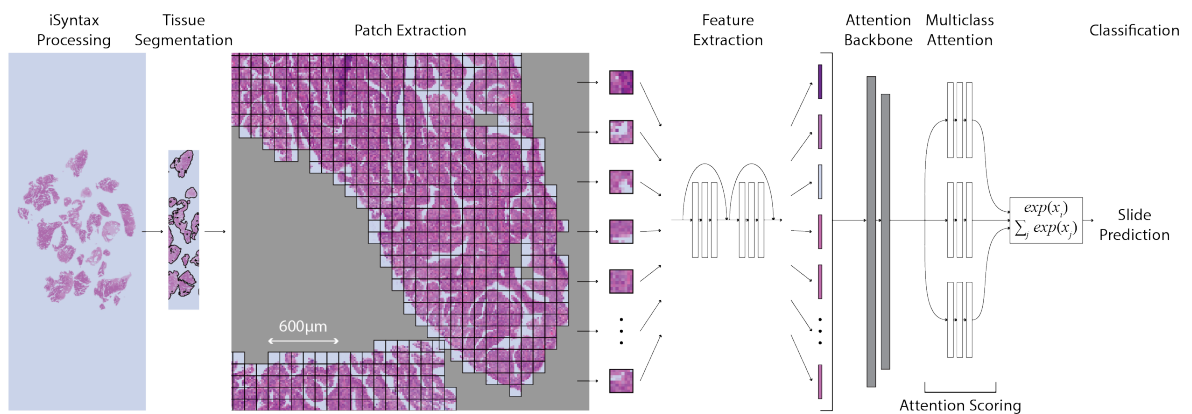 iSyntax
Processing
Tissue
Segmentation
Patch Extraction
Feature
Extraction
Attention
Backbone
Multiclass
Attention
Classification
600μm
exp(xᵢ)
∑ⱼ exp(xⱼ)
Slide
Prediction
Attention Scoring